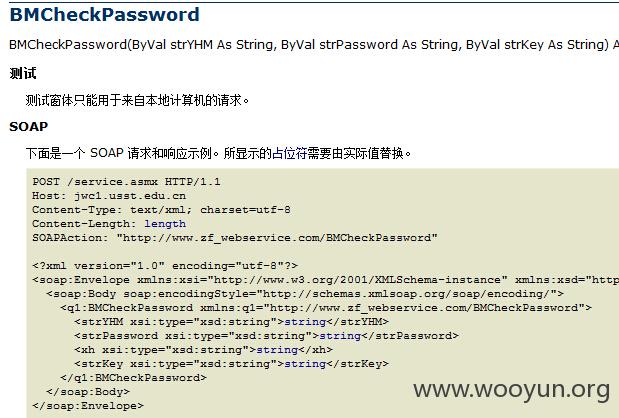 BMCheckPassword
BMCheckPassword(ByVal strYHM As String, ByVal strPassword As String, ByVal strKey As String) A
测试
测试窗体只能用于来自本地计算机的请求。
SOAP
下面是一个 SOAP 请求和响应示例。所显示的占位符需要由实际值替换。
POST /service.asmx HTTP/1.1
Host: jwc1.usst.edu.cn
Content-Type: text/xml; charset=utf-8
Content-Length: length
SOAPAction: "http://www.zf_webservice.com/BMCheckPassword"
<?xml version="1.0" encoding="utf-8"?>
<soap:Envelope xmlns:xsi="http://www.w3.org/2001/XMLSchema-instance" xmlns:xsd="http
<soap:Body soap:encodingStyle="http://schemas.xmlsoap.org/soap/encoding/">
<q1:BMCheckPassword xmlns:q1="http://www.zf_webservice.com/BMCheckPassword">
<strYHM xsi:type="xsd:string">string</strYHM>
<strPassword xsi:type="xsd:string">string</strPassword>
<xh xsi:type="xsd:string">string</xh>
<strKey xsi:type="xsd:string">string</strKey>
</q1:BMCheckPassword>
</soap:Body>
</soap:Envelope>
www.wooyun.org